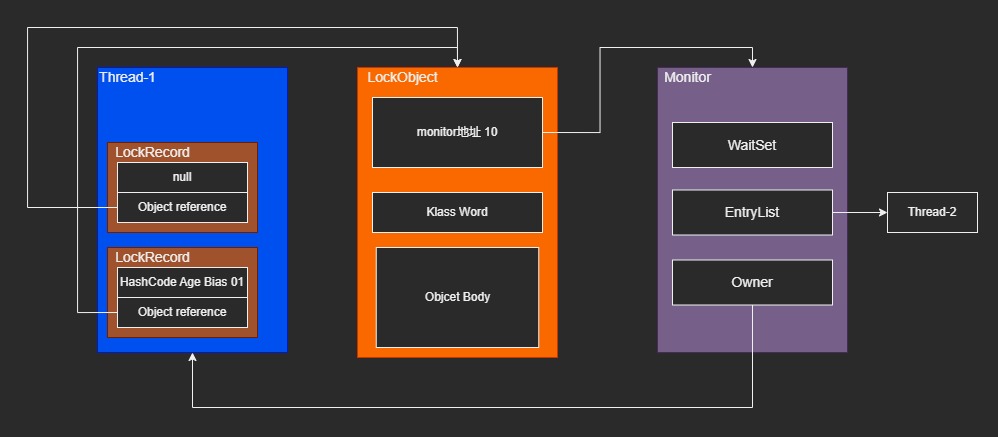 Thread-1
LockRecord
null
Object reference
LockRecord
HashCode Age Bias 01
Object reference
LockObject
monitor地址 10
Klass Word
Objcet Body
Monitor
WaitSet
EntryList
Owner
Thread-2